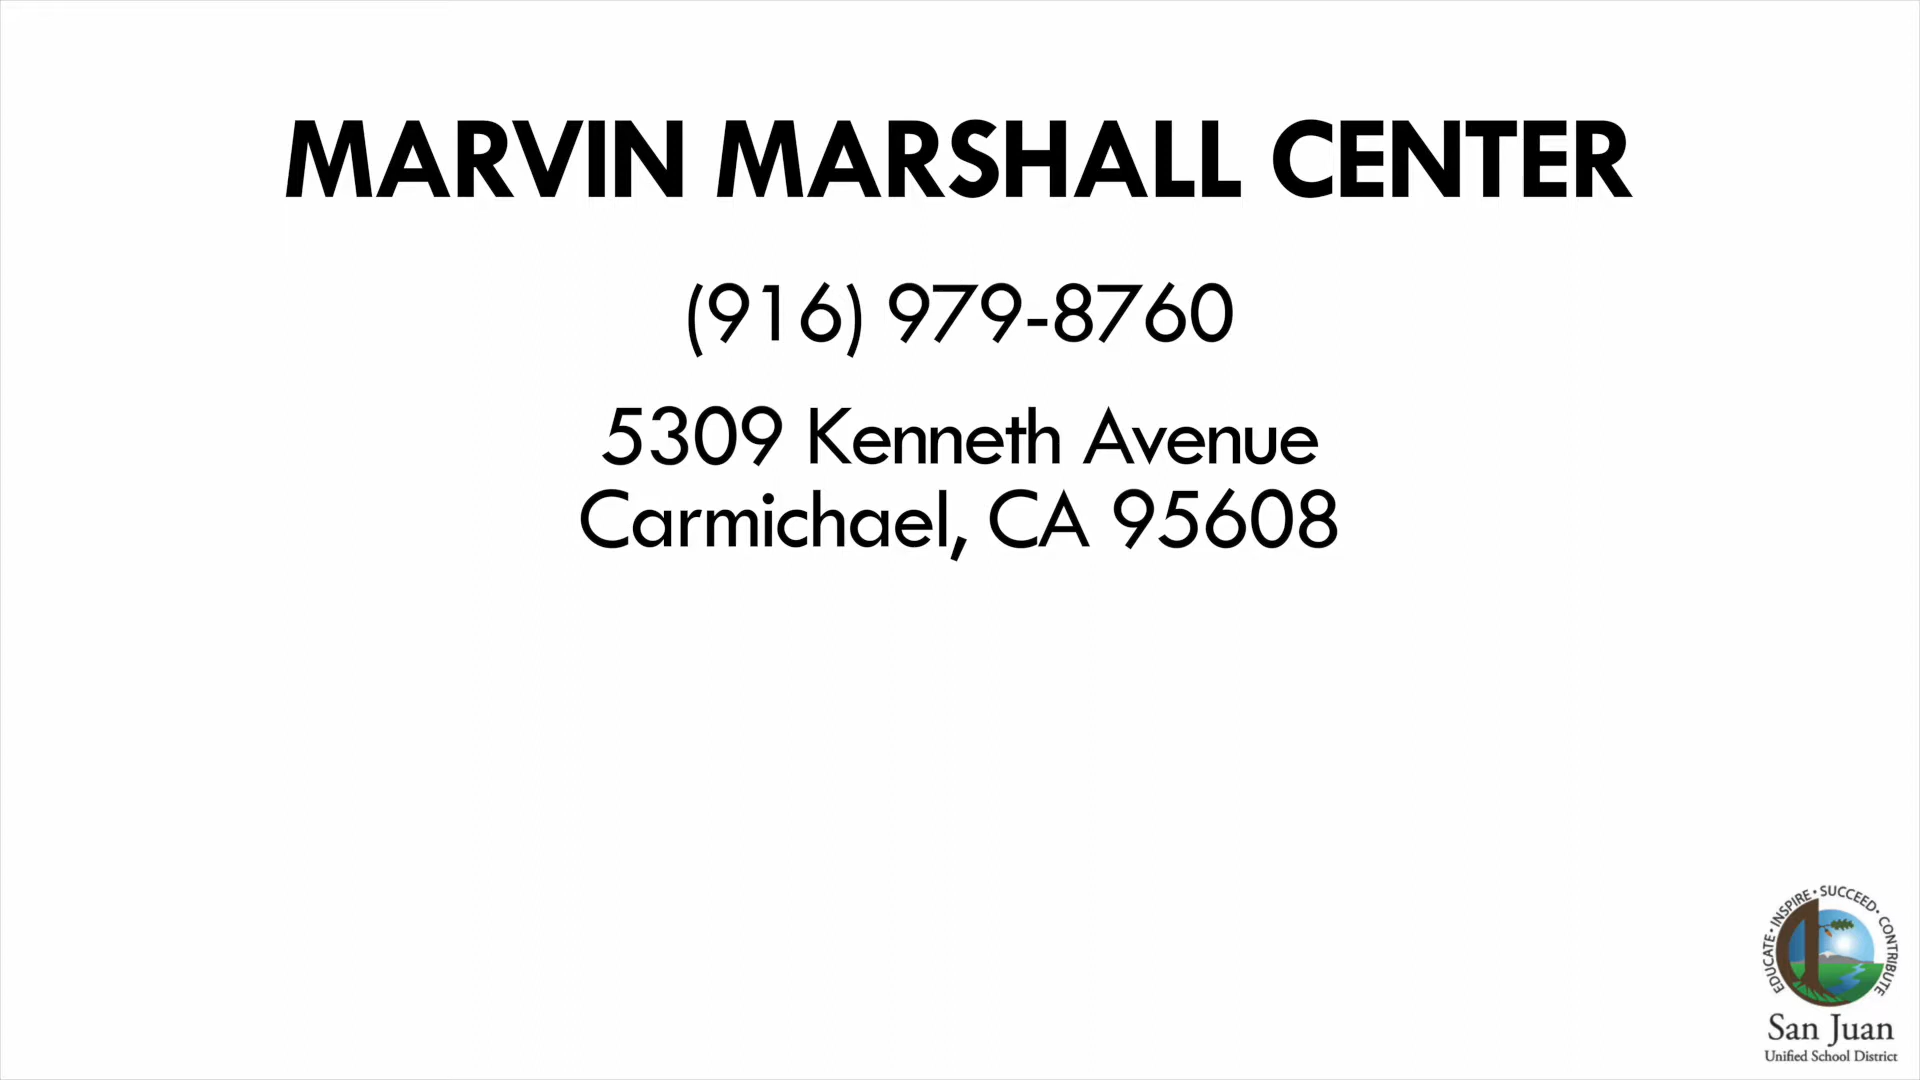 MARVIN MARSHALL CENTER
(916) 979-8760
5309 Kenneth Avenue
Carmichael, CA 95608
EDUCATE • INSPIRE • SUCCEED • CONTRIBUTE
San Juan
Unified School District